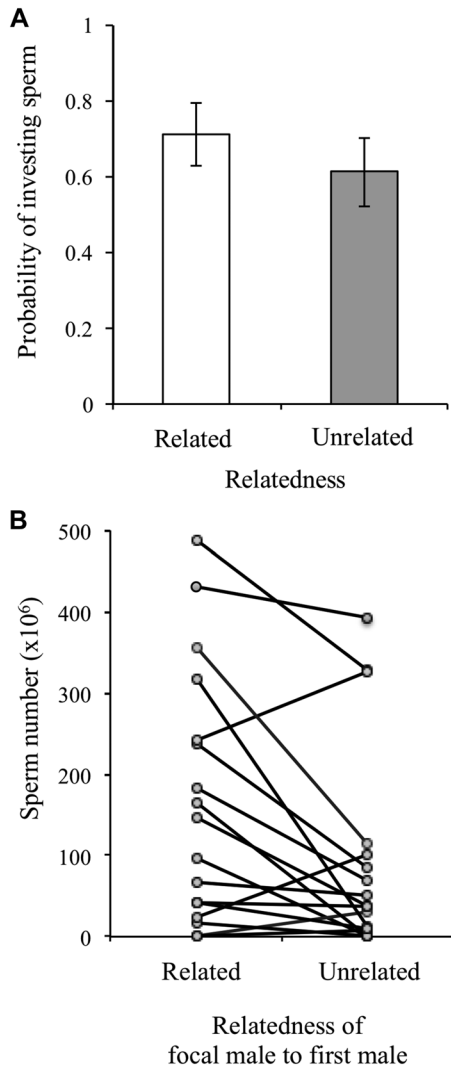 A
Probability of investing sperm
1
0.8
0.6
0.4
0.2
0
Related
Unrelated
Relatedness
B
Sperm number (x10⁶)
500
400
300
200
100
0
Related
Unrelated
Relatedness of
focal male to first male